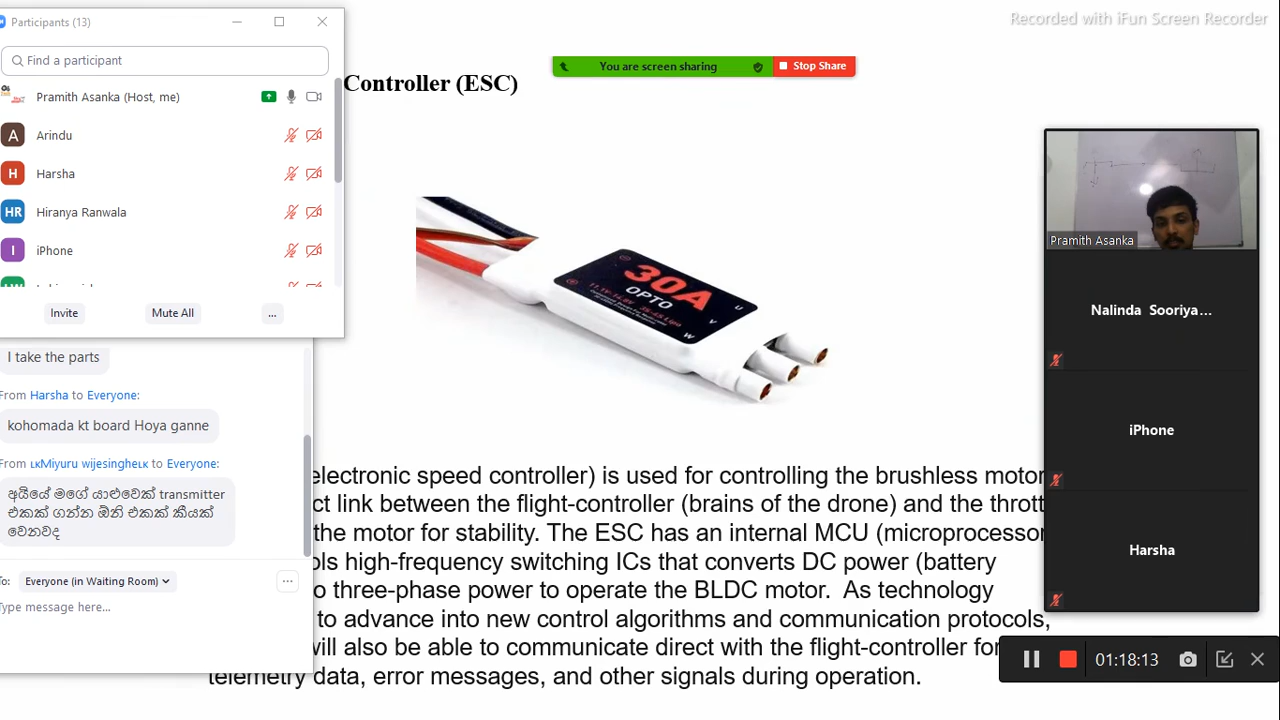 Participants (13)
Recorded with iFun Screen Recorder
Find a participant
You are screen sharing
Stop Share
Controller (ESC)
Pramith Asanka (Host, me)
A
Arindu
H
Harsha
HR
Hiranya Ranwala
I
iPhone
Invite
Mute All
...
I take the parts
From Harsha to Everyone:
kohomada kt board Hoya ganne
From ʟᴋMiyuru wijesingheʟᴋ to Everyone:
අයියේ මගේ යාළුවෙක් transmitter
එකක් ගන්න ඕනි එකක් කීයක්
වෙනවද
To: Everyone (in Waiting Room)
Type message here...
30A
OPTO
U
V
W
Pramith Asanka
Nalinda Sooriya...
iPhone
Harsha
electronic speed controller) is used for controlling the brushless motor
ct link between the flight-controller (brains of the drone) and the thrott
the motor for stability. The ESC has an internal MCU (microprocessor
ols high-frequency switching ICs that converts DC power (battery
o three-phase power to operate the BLDC motor. As technology
to advance into new control algorithms and communication protocols,
will also be able to communicate direct with the flight-controller for
telemetry data, error messages, and other signals during operation.
01:18:13